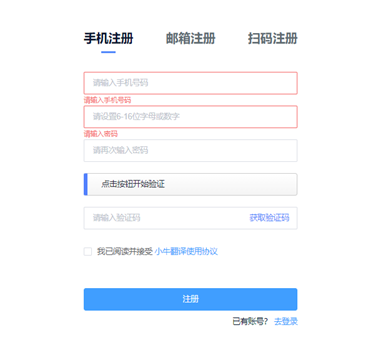 手机注册 邮箱注册 扫码注册
请输入手机号码
请输入手机号码
请设置6-16位字母或数字
请输入密码
请再次输入密码
点击按钮开始验证
请输入验证码 获取验证码
我已阅读并接受 小牛翻译使用协议
注册
已有账号？ 去登录